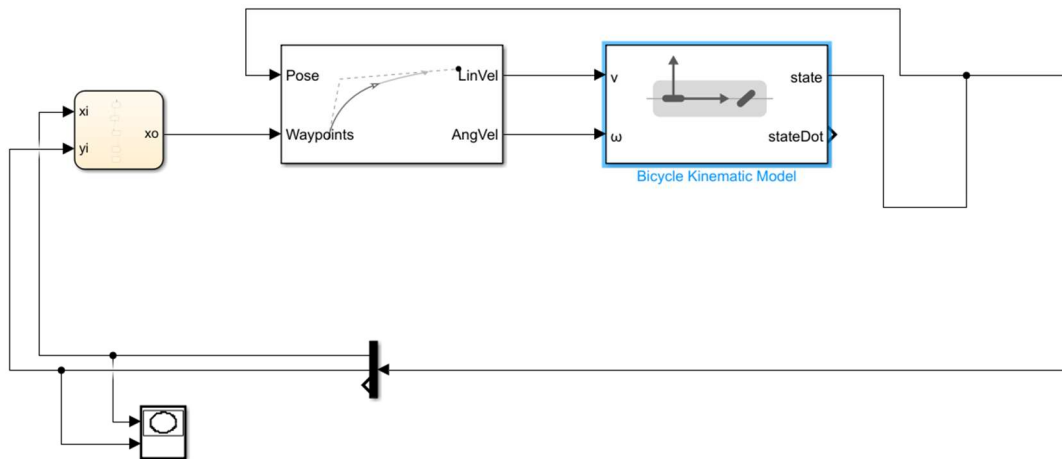 Pose
LinVel
Waypoints
AngVel
v
state
ω
stateDot
Bicycle Kinematic Model
xi
xo
yi